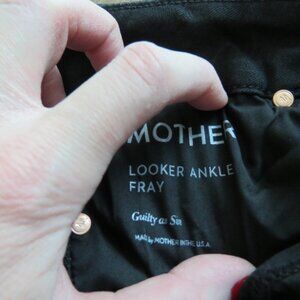 MOTHER
LOOKER ANKLE
FRAY
Guilty as Sin
MADE by MOTHER IN THE U.S.A.